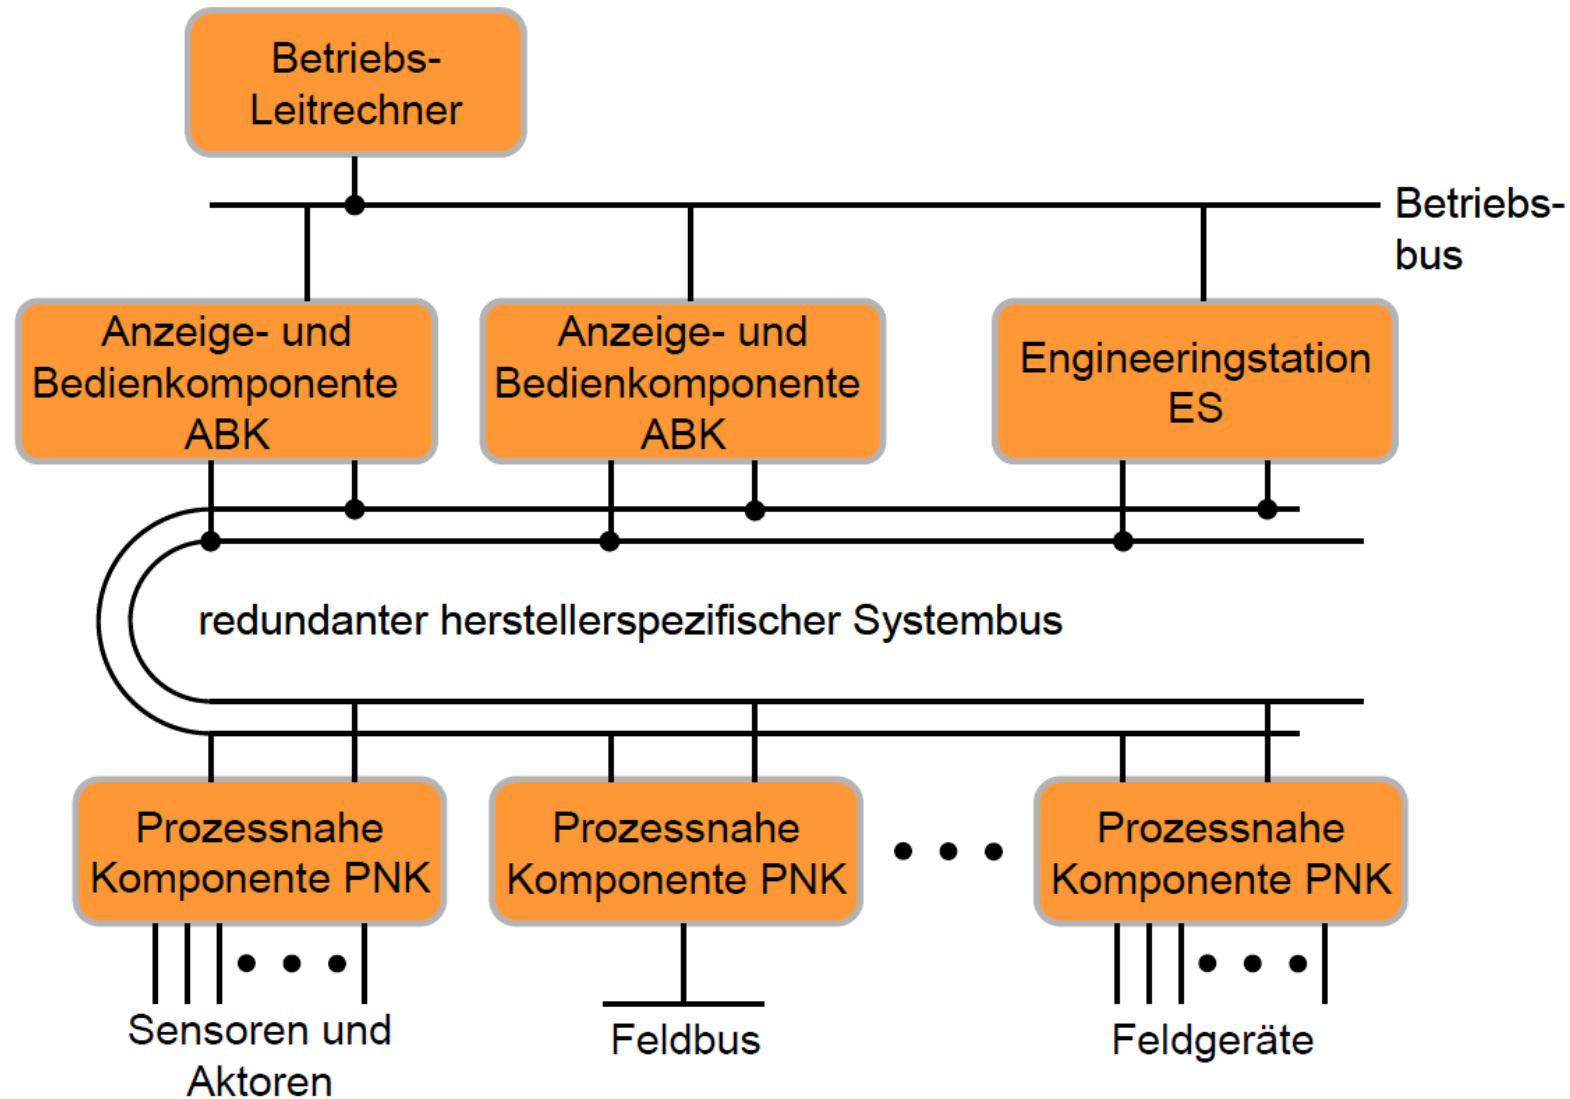 Betriebs-
Leitrechner
Betriebs-
bus
Anzeige- und
Bedienkomponente
ABK
Anzeige- und
Bedienkomponente
ABK
Engineeringstation
ES
redundanter herstellerspezifischer Systembus
Prozessnahe
Komponente PNK
Prozessnahe
Komponente PNK
Prozessnahe
Komponente PNK
Sensoren und
Aktoren
Feldbus
Feldgeräte